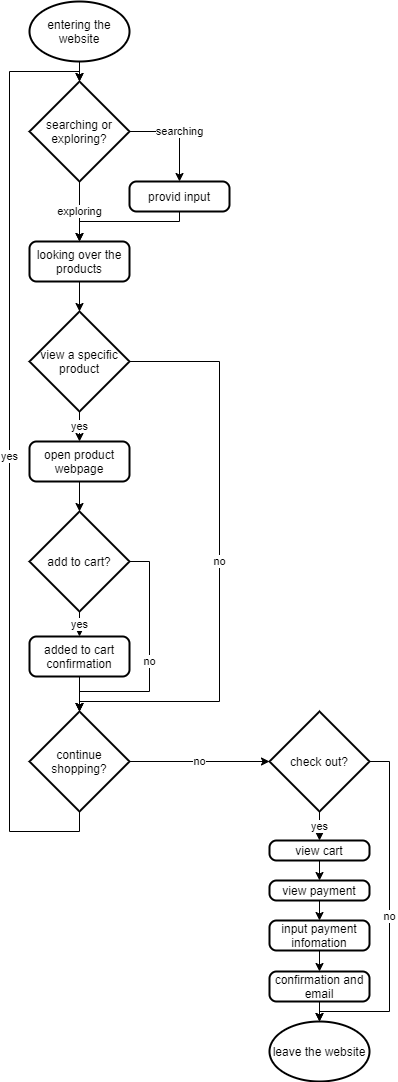 entering the
website
searching or
exploring?
searching
provid input
exploring
looking over the
products
view a specific
product
yes
open product
webpage
yes
add to cart?
no
yes
added to cart
confirmation
no
continue
shopping?
no
check out?
yes
view cart
view payment
input payment
infomation
no
confirmation and
email
leave the website